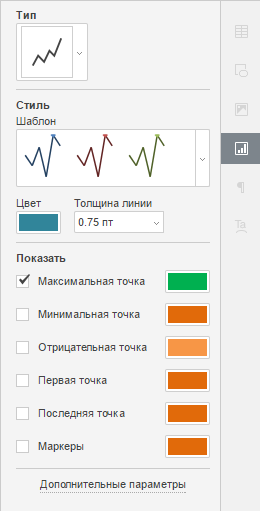 Тип
Стиль
Шаблон
Цвет Толщина линии
0.75 пт
Показать
Максимальная точка
Минимальная точка
Отрицательная точка
Первая точка
Последняя точка
Маркеры
Дополнительные параметры
¶
Ta